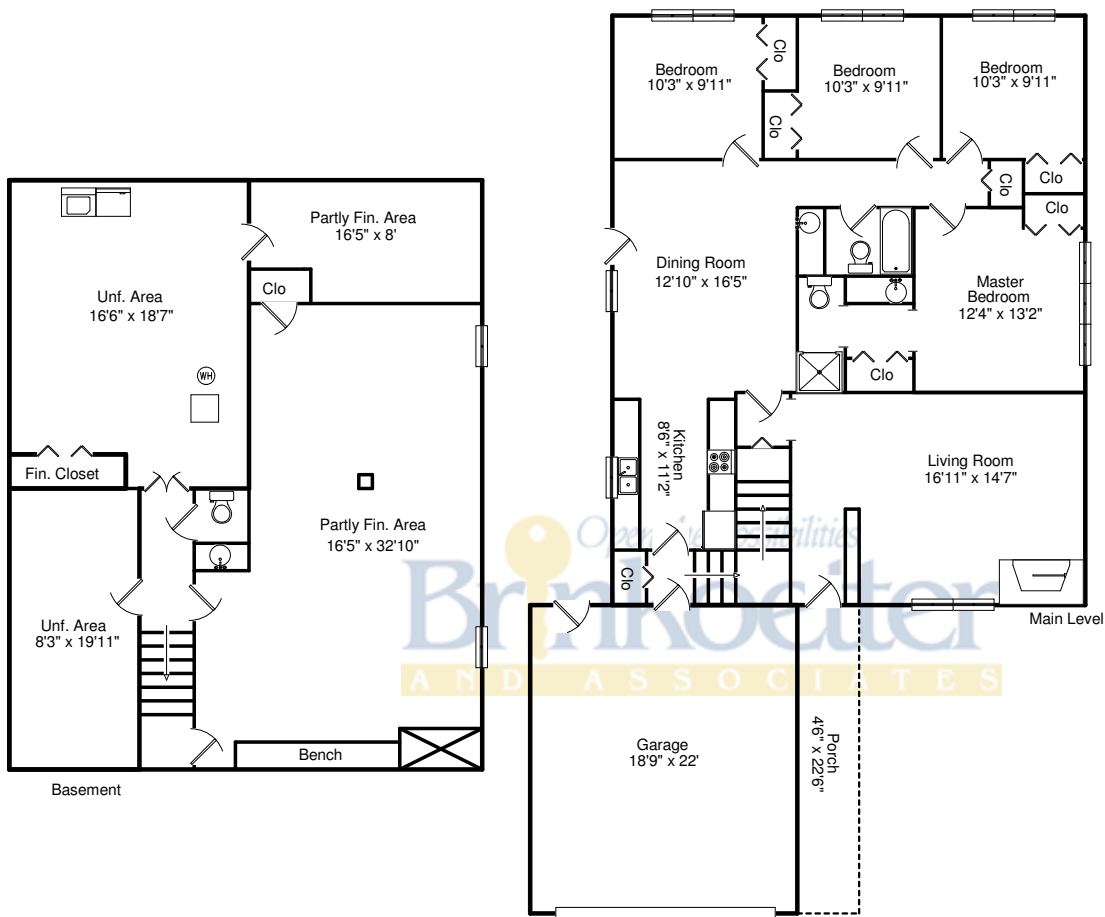 Bedroom
10'3" x 9'11"
Clo
Clo
Bedroom
10'3" x 9'11"
Bedroom
10'3" x 9'11"
Clo
Clo
Clo
Dining Room
12'10" x 16'5"
Master
Bedroom
12'4" x 13'2"
Clo
Kitchen
8'6" x 11'2"
Living Room
16'11" x 14'7"
Clo
Main Level
Garage
18'9" x 22'
Porch
4'6" x 22'6"
Partly Fin. Area
16'5" x 8'
Clo
Unf. Area
16'6" x 18'7"
WH
Fin. Closet
Partly Fin. Area
16'5" x 32'10"
Unf. Area
8'3" x 19'11"
Bench
Basement
AND ASSOCIATES